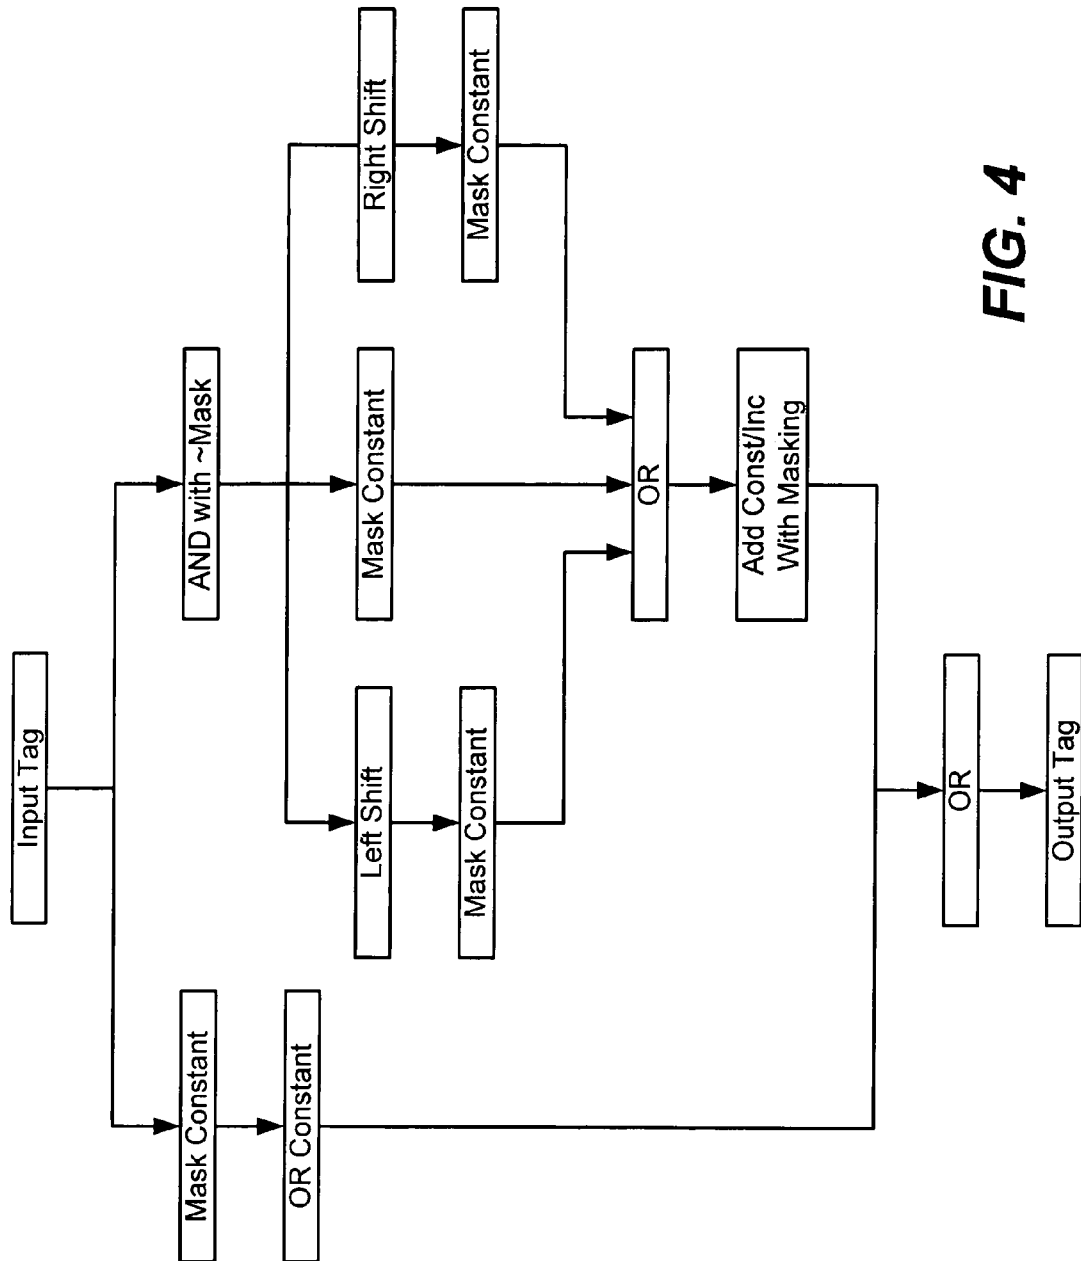 Input Tag
Mask Constant
OR Constant
AND with ~Mask
Left Shift
Mask Constant
Mask Constant
Right Shift
Mask Constant
OR
Add Const/Inc
With Masking
OR
Output Tag
FIG. 4